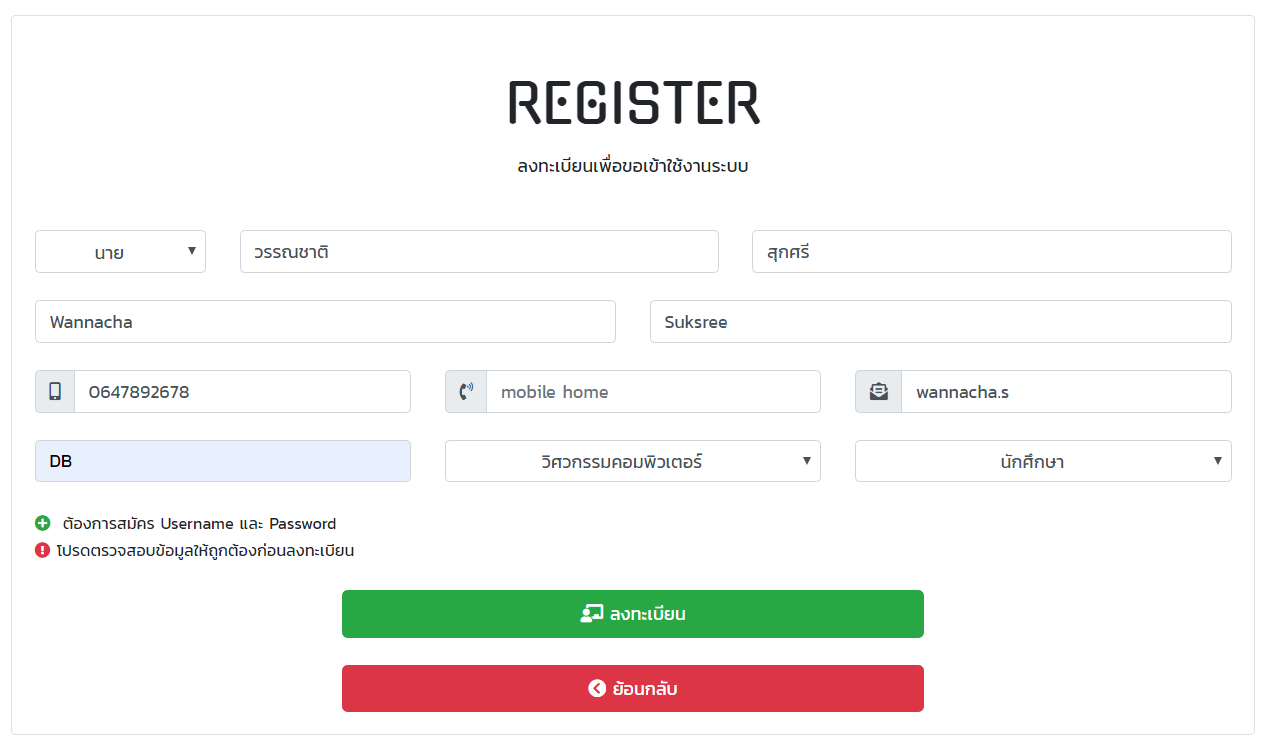 REGISTER
ลงทะเบียนเพื่อขอเข้าใช้งานระบบ
นาย วรรณชาติ สุกศรี
Wannacha Suksree
0647892678 mobile home wannacha.s
DB วิศวกรรมคอมพิวเตอร์ นักศึกษา
ต้องการสมัคร Username และ Password
โปรดตรวจสอบข้อมูลให้ถูกต้องก่อนลงทะเบียน
ลงทะเบียน
ย้อนกลับ